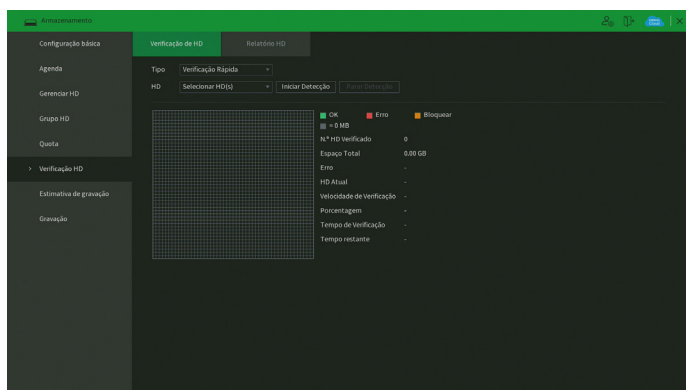 Armazenamento
Configuração básica
Agenda
Gerenciar HD
Grupo HD
Quota
> Verificação HD
Estimativa de gravação
Gravação
Verificação de HD Relatório HD
Tipo Verificação Rápida
HD Selecionar HD(s) Iniciar Detecção Parar Detecção
OK Erro Bloquear
= 0 MB
N.º HD Verificado 0
Espaço Total 0.00 GB
Erro -
HD Atual -
Velocidade de Verificação -
Porcentagem -
Tempo de Verificação -
Tempo restante -